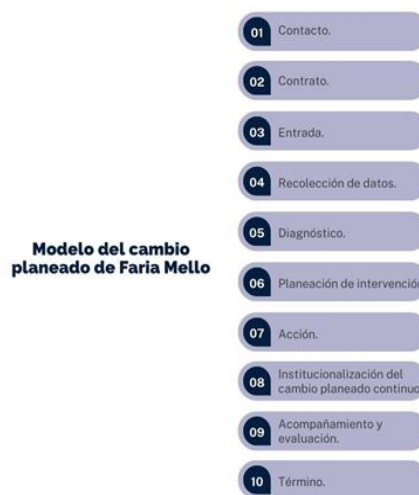 Modelo del cambio
planeado de Faria Mello
01 Contacto.
02 Contrato.
03 Entrada.
04 Recolección de datos.
05 Diagnóstico.
06 Planeación de intervención
07 Acción.
08 Institucionalización del
cambio planeado continuo
09 Acompañamiento y
evaluación.
10 Término.